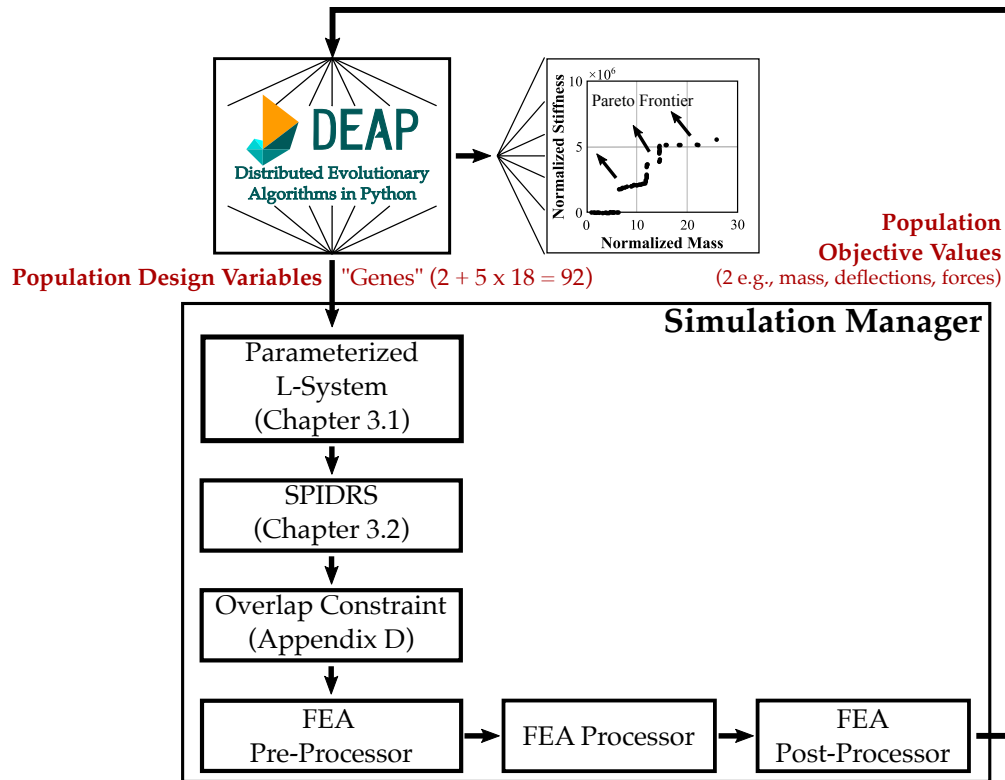 DEAP
Distributed Evolutionary
Algorithms in Python
×10⁶
10
5
0
Normalized Stiffness
Pareto Frontier
0
10
20
30
Normalized Mass
Population
Objective Values
(2 e.g., mass, deflections, forces)
Population Design Variables "Genes" (2 + 5 x 18 = 92)
Simulation Manager
Parameterized
L-System
(Chapter 3.1)
SPIDRS
(Chapter 3.2)
Overlap Constraint
(Appendix D)
FEA
Pre-Processor
FEA Processor
FEA
Post-Processor